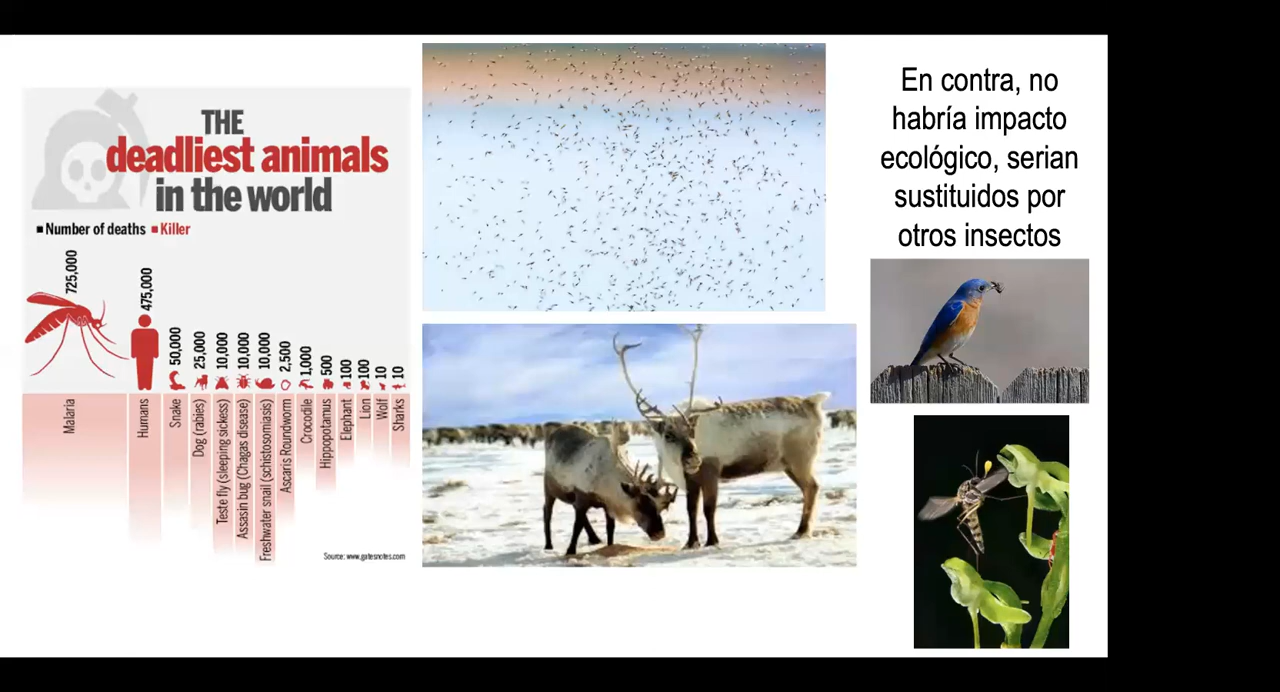 THE
deadliest animals
in the world
Number of deaths Killer
725,000
475,000
50,000
25,000
10,000
10,000
10,000
2,500
1,000
500
100
100
10
10
Malaria
Humans
Snake
Dog (rabies)
Teste fly (sleeping sickess)
Assasin bug (Chagas disease)
Freshwater snail (schistosomiasis)
Ascaris Roundworm
Crocodile
Hippopotamus
Elephant
Lion
Wolf
Sharks
Source: www.gatesnotes.com
En contra, no
habría impacto
ecológico, serian
sustituidos por
otros insectos